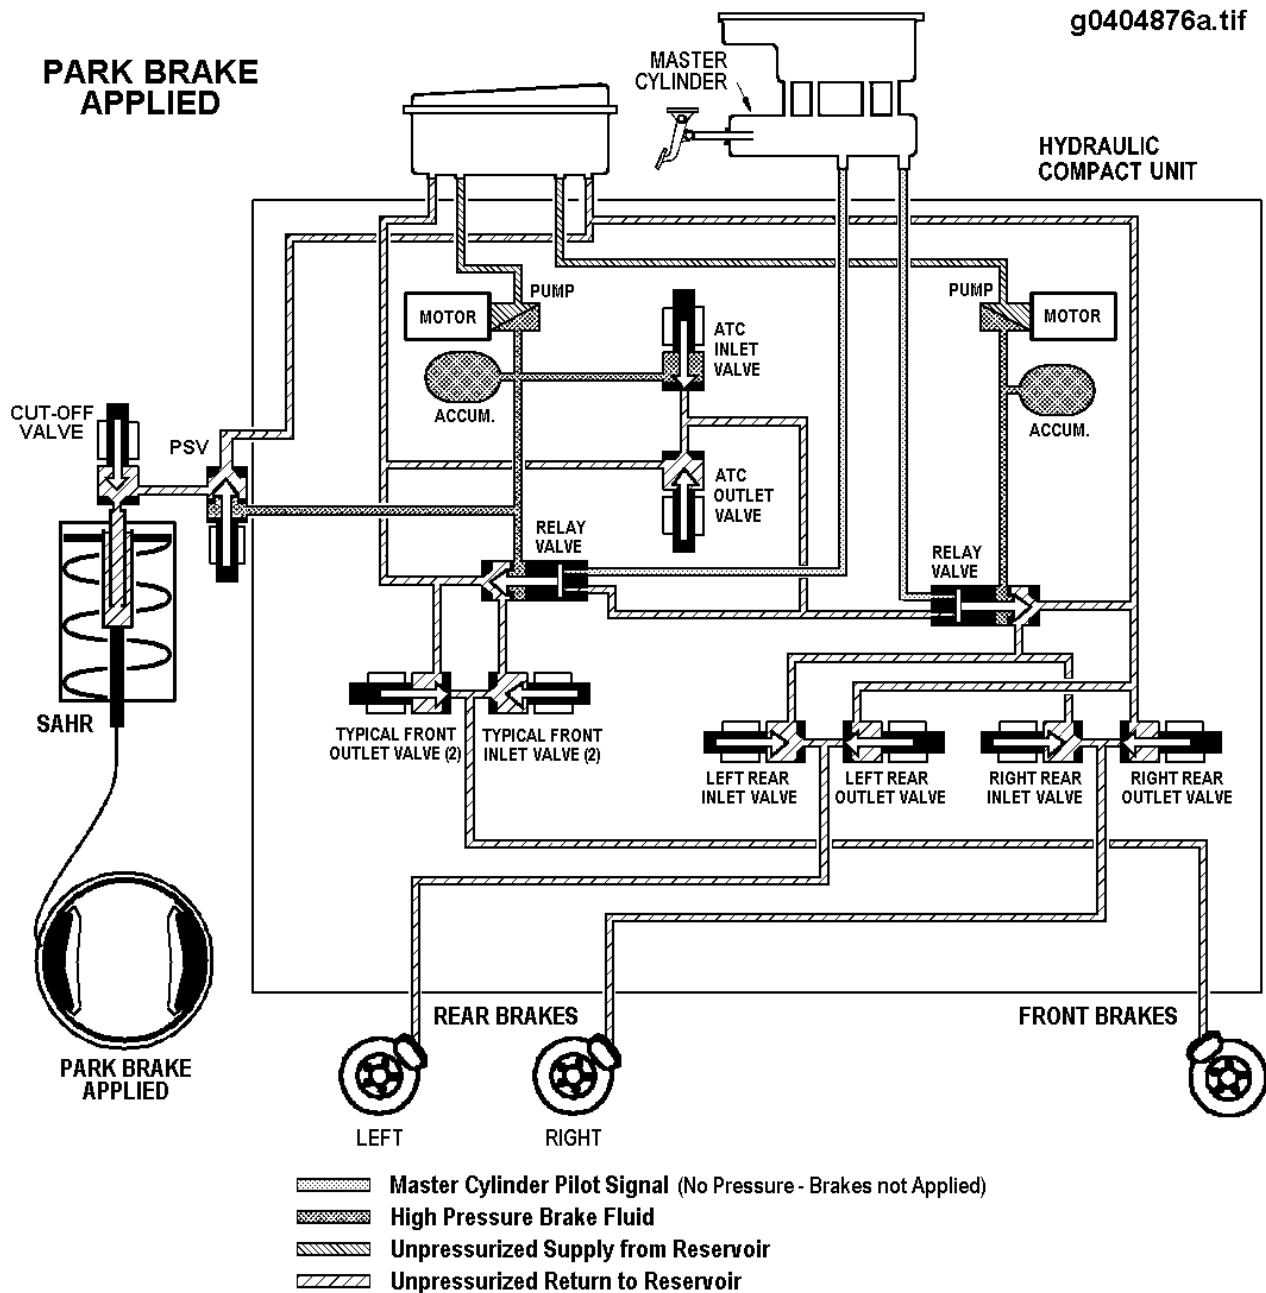 g0404876a.tif
PARK BRAKE
APPLIED
MASTER
CYLINDER
HYDRAULIC
COMPACT UNIT
PUMP
MOTOR
PUMP
MOTOR
ATC
INLET
VALVE
ACCUM.
ACCUM.
CUT-OFF
VALVE
PSV
ATC
OUTLET
VALVE
RELAY
VALVE
RELAY
VALVE
SAHR
TYPICAL FRONT
OUTLET VALVE (2)
TYPICAL FRONT
INLET VALVE (2)
LEFT REAR
INLET VALVE
LEFT REAR
OUTLET VALVE
RIGHT REAR
INLET VALVE
RIGHT REAR
OUTLET VALVE
REAR BRAKES
FRONT BRAKES
PARK BRAKE
APPLIED
LEFT
RIGHT
Master Cylinder Pilot Signal (No Pressure - Brakes not Applied)
High Pressure Brake Fluid
Unpressurized Supply from Reservoir
Unpressurized Return to Reservoir